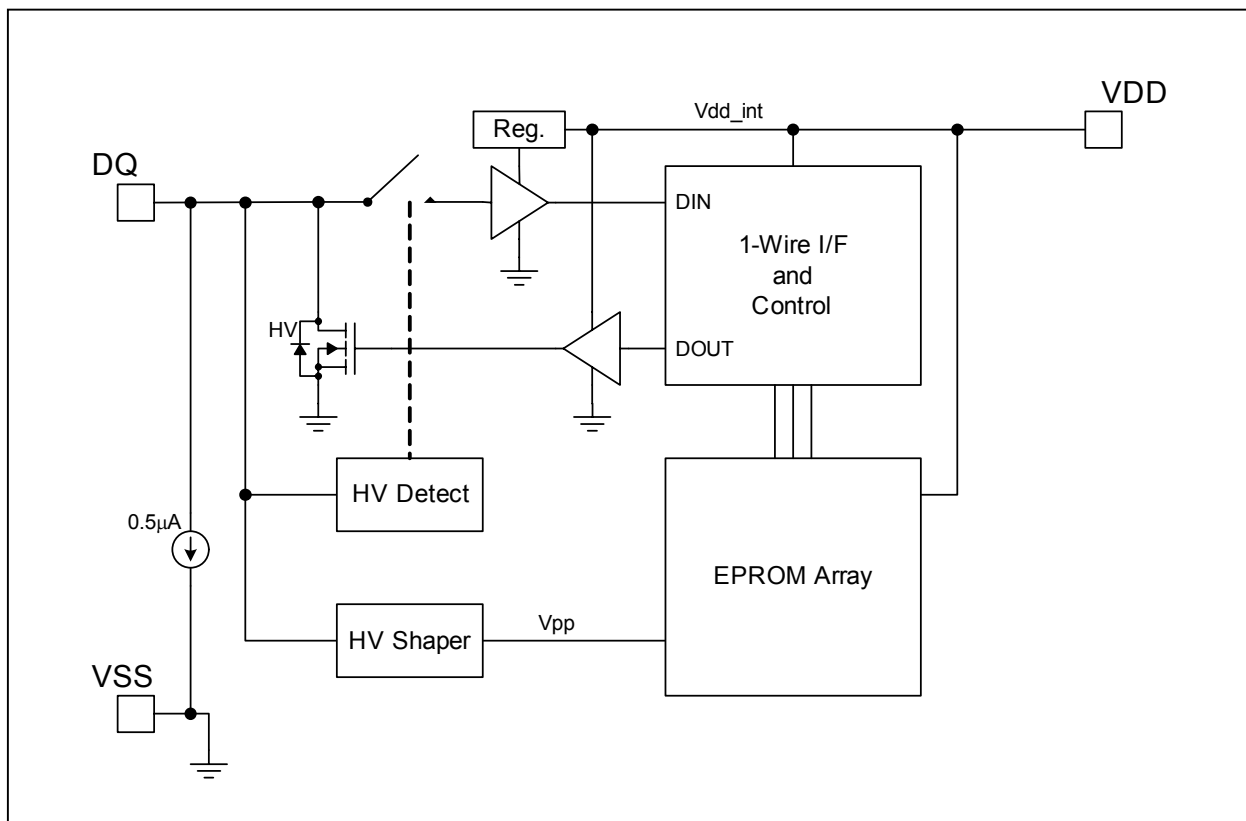 VDD
Vdd_int
Reg.
DQ
DIN
1-Wire I/F
and
Control
HV
DOUT
HV Detect
0.5μA
EPROM Array
HV Shaper
Vpp
VSS